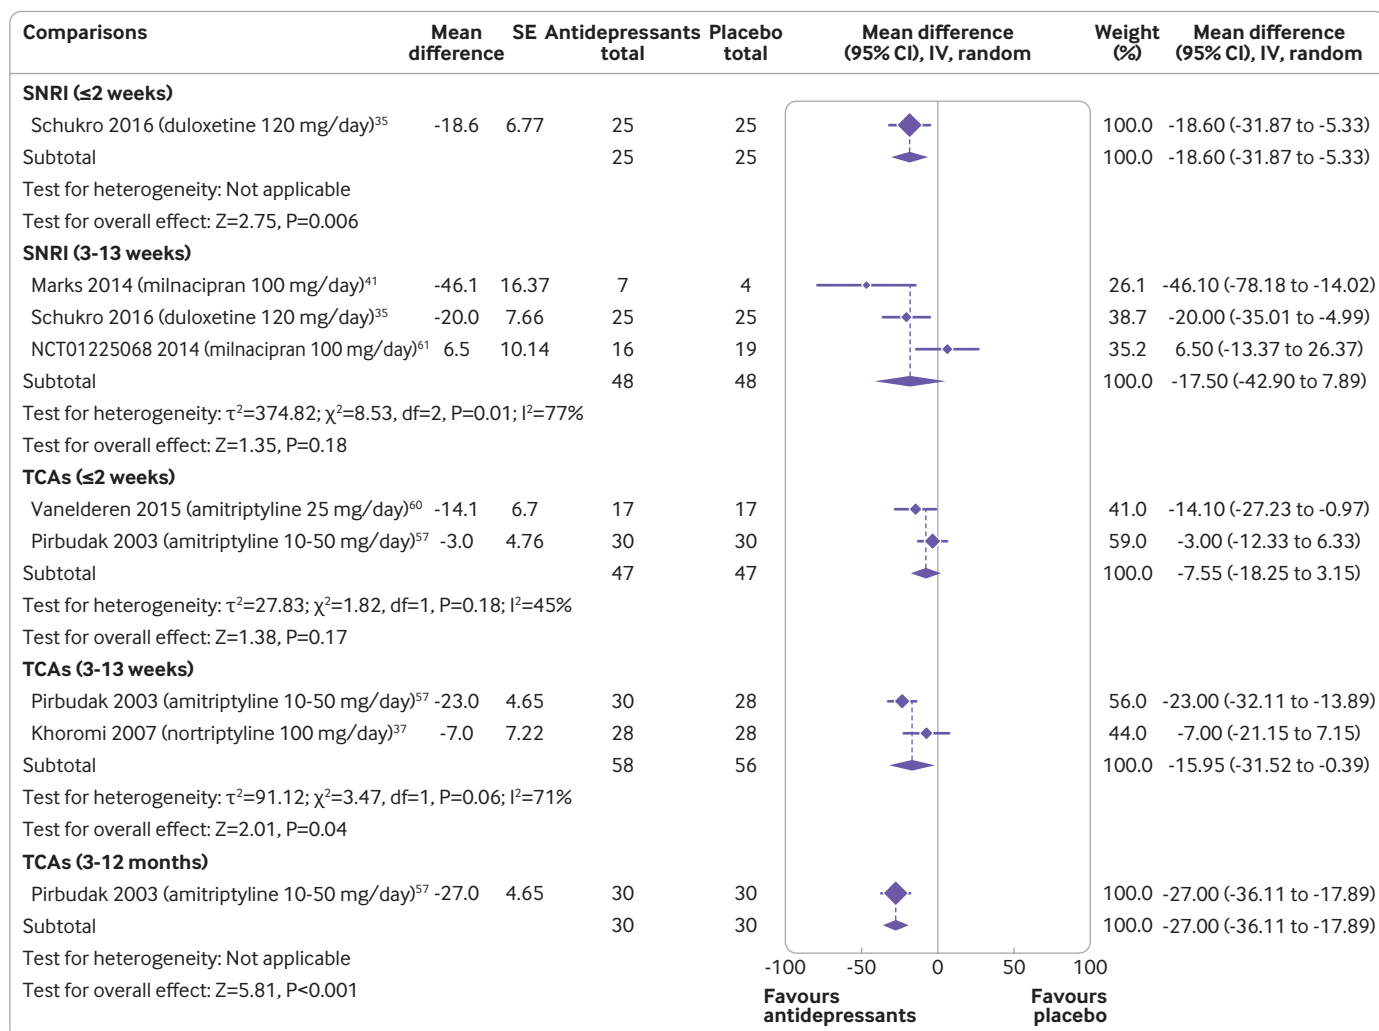 Comparisons Mean difference SE Antidepressants total Placebo total Mean difference (95% CI), IV, random Weight (%) Mean difference (95% CI), IV, random
SNRI (≤2 weeks)
Schukro 2016 (duloxetine 120 mg/day)³⁵ -18.6 6.77 25 25 100.0 -18.60 (-31.87 to -5.33)
Subtotal 25 25 100.0 -18.60 (-31.87 to -5.33)
Test for heterogeneity: Not applicable
Test for overall effect: Z=2.75, P=0.006
SNRI (3-13 weeks)
Marks 2014 (milnacipran 100 mg/day)⁴¹ -46.1 16.37 7 4 26.1 -46.10 (-78.18 to -14.02)
Schukro 2016 (duloxetine 120 mg/day)³⁵ -20.0 7.66 25 25 38.7 -20.00 (-35.01 to -4.99)
NCT01225068 2014 (milnacipran 100 mg/day)⁶¹ 6.5 10.14 16 19 35.2 6.50 (-13.37 to 26.37)
Subtotal 48 48 100.0 -17.50 (-42.90 to 7.89)
Test for heterogeneity: τ²=374.82; χ²=8.53, df=2, P=0.01; I²=77%
Test for overall effect: Z=1.35, P=0.18
TCAs (≤2 weeks)
Vanelderen 2015 (amitriptyline 25 mg/day)⁶⁰ -14.1 6.7 17 17 41.0 -14.10 (-27.23 to -0.97)
Pirbudak 2003 (amitriptyline 10-50 mg/day)⁵⁷ -3.0 4.76 30 30 59.0 -3.00 (-12.33 to 6.33)
Subtotal 47 47 100.0 -7.55 (-18.25 to 3.15)
Test for heterogeneity: τ²=27.83; χ²=1.82, df=1, P=0.18; I²=45%
Test for overall effect: Z=1.38, P=0.17
TCAs (3-13 weeks)
Pirbudak 2003 (amitriptyline 10-50 mg/day)⁵⁷ -23.0 4.65 30 28 56.0 -23.00 (-32.11 to -13.89)
Khoromi 2007 (nortriptyline 100 mg/day)³⁷ -7.0 7.22 28 28 44.0 -7.00 (-21.15 to 7.15)
Subtotal 58 56 100.0 -15.95 (-31.52 to -0.39)
Test for heterogeneity: τ²=91.12; χ²=3.47, df=1, P=0.06; I²=71%
Test for overall effect: Z=2.01, P=0.04
TCAs (3-12 months)
Pirbudak 2003 (amitriptyline 10-50 mg/day)⁵⁷ -27.0 4.65 30 30 100.0 -27.00 (-36.11 to -17.89)
Subtotal 30 30 100.0 -27.00 (-36.11 to -17.89)
Test for heterogeneity: Not applicable
Test for overall effect: Z=5.81, P<0.001
-100 -50 0 50 100
Favours antidepressants Favours placebo